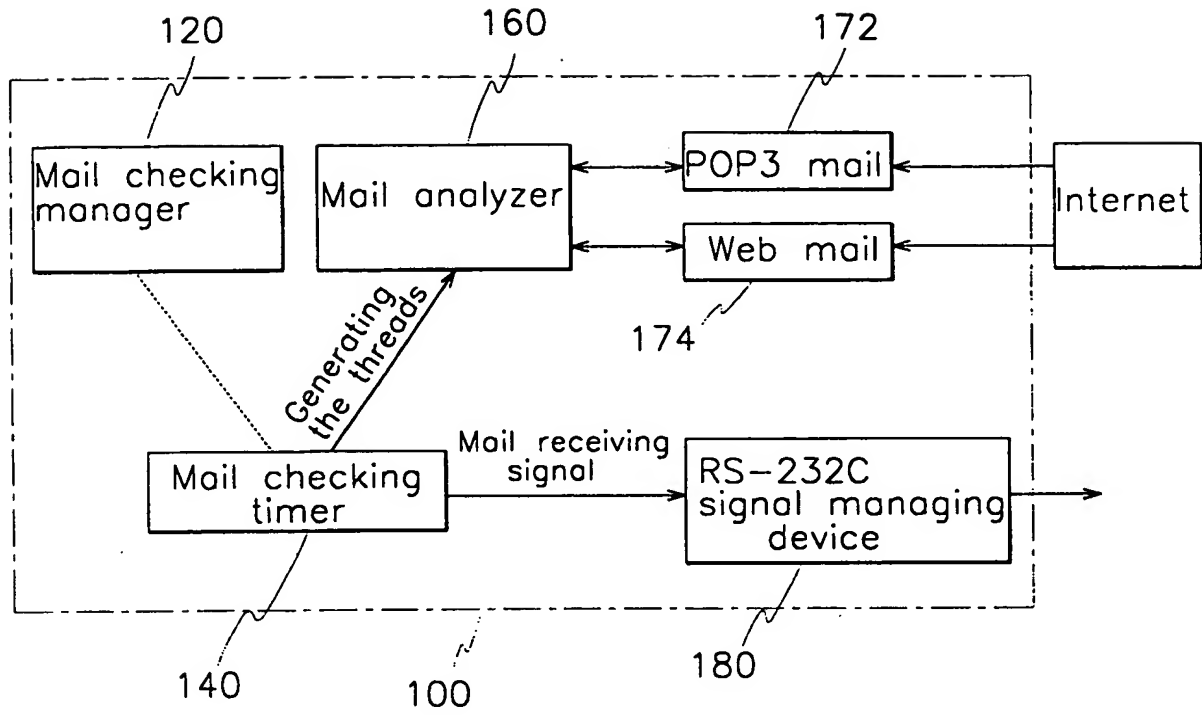 120
160
172
Mail checking
manager
Mail analyzer
POP3 mail
Web mail
Internet
174
Generating
the threads
Mail checking
timer
Mail receiving
signal
RS-232C
signal managing
device
140
100
180